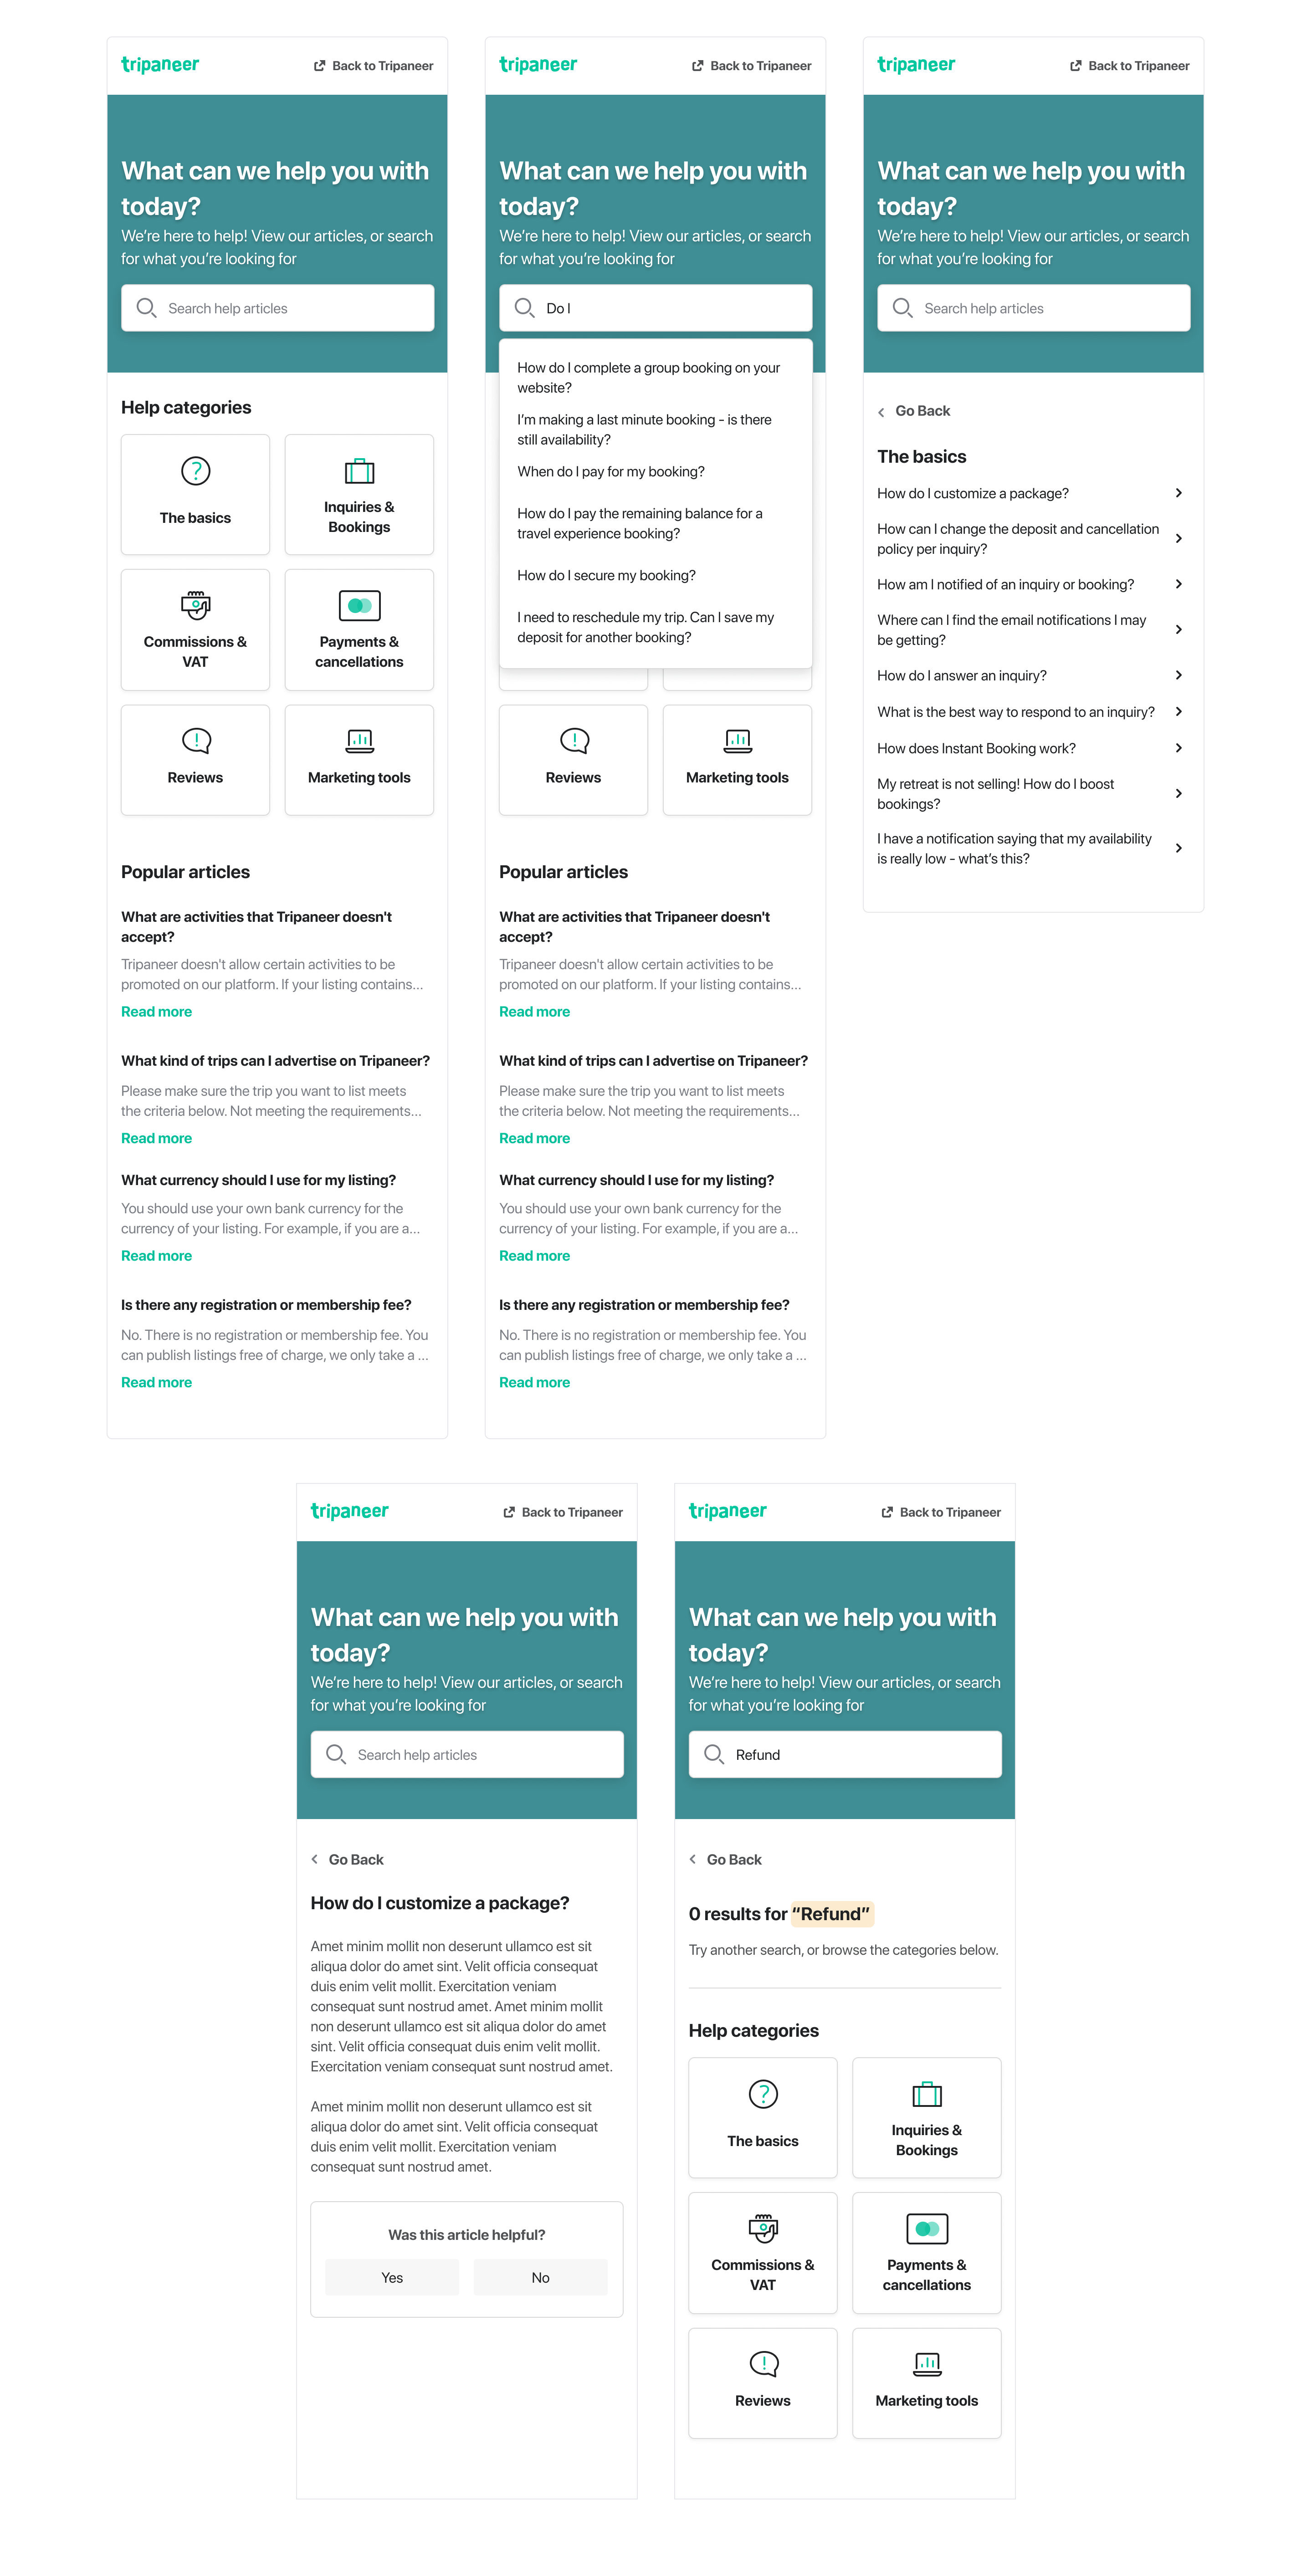 tripaneer
Back to Tripaneer
What can we help you with
today?
We're here to help! View our articles, or search
for what you're looking for
Search help articles
Help categories
The basics
Inquiries &
Bookings
Commissions &
VAT
Payments &
cancellations
Reviews
Marketing tools
Popular articles
What are activities that Tripaneer doesn't
accept?
Tripaneer doesn't allow certain activities to be
promoted on our platform. If your listing contains...
Read more
What kind of trips can I advertise on Tripaneer?
Please make sure the trip you want to list meets
the criteria below. Not meeting the requirements...
Read more
What currency should I use for my listing?
You should use your own bank currency for the
currency of your listing. For example, if you are a...
Read more
Is there any registration or membership fee?
No. There is no registration or membership fee. You
can publish listings free of charge, we only take a ...
Read more
tripaneer
Back to Tripaneer
What can we help you with
today?
We're here to help! View our articles, or search
for what you're looking for
Do I
How do I complete a group booking on your
website?
I'm making a last minute booking - is there
still availability?
When do I pay for my booking?
How do I pay the remaining balance for a
travel experience booking?
How do I secure my booking?
I need to reschedule my trip. Can I save my
deposit for another booking?
Reviews
Marketing tools
Popular articles
What are activities that Tripaneer doesn't
accept?
Tripaneer doesn't allow certain activities to be
promoted on our platform. If your listing contains...
Read more
What kind of trips can I advertise on Tripaneer?
Please make sure the trip you want to list meets
the criteria below. Not meeting the requirements...
Read more
What currency should I use for my listing?
You should use your own bank currency for the
currency of your listing. For example, if you are a...
Read more
Is there any registration or membership fee?
No. There is no registration or membership fee. You
can publish listings free of charge, we only take a ...
Read more
tripaneer
Back to Tripaneer
What can we help you with
today?
We're here to help! View our articles, or search
for what you're looking for
Search help articles
Go Back
The basics
How do I customize a package?
How can I change the deposit and cancellation
policy per inquiry?
How am I notified of an inquiry or booking?
Where can I find the email notifications I may
be getting?
How do I answer an inquiry?
What is the best way to respond to an inquiry?
How does Instant Booking work?
My retreat is not selling! How do I boost
bookings?
I have a notification saying that my availability
is really low - what's this?
tripaneer
Back to Tripaneer
What can we help you with
today?
We're here to help! View our articles, or search
for what you're looking for
Search help articles
Go Back
How do I customize a package?
Amet minim mollit non deserunt ullamco est sit
aliqua dolor do amet sint. Velit officia consequat
duis enim velit mollit. Exercitation veniam
consequat sunt nostrud amet. Amet minim mollit
non deserunt ullamco est sit aliqua dolor do amet
sint. Velit officia consequat duis enim velit mollit.
Exercitation veniam consequat sunt nostrud amet.
Amet minim mollit non deserunt ullamco est sit
aliqua dolor do amet sint. Velit officia consequat
duis enim velit mollit. Exercitation veniam
consequat sunt nostrud amet.
Was this article helpful?
Yes
No
tripaneer
Back to Tripaneer
What can we help you with
today?
We're here to help! View our articles, or search
for what you're looking for
Refund
Go Back
0 results for “Refund”
Try another search, or browse the categories below.
Help categories
The basics
Inquiries &
Bookings
Commissions &
VAT
Payments &
cancellations
Reviews
Marketing tools